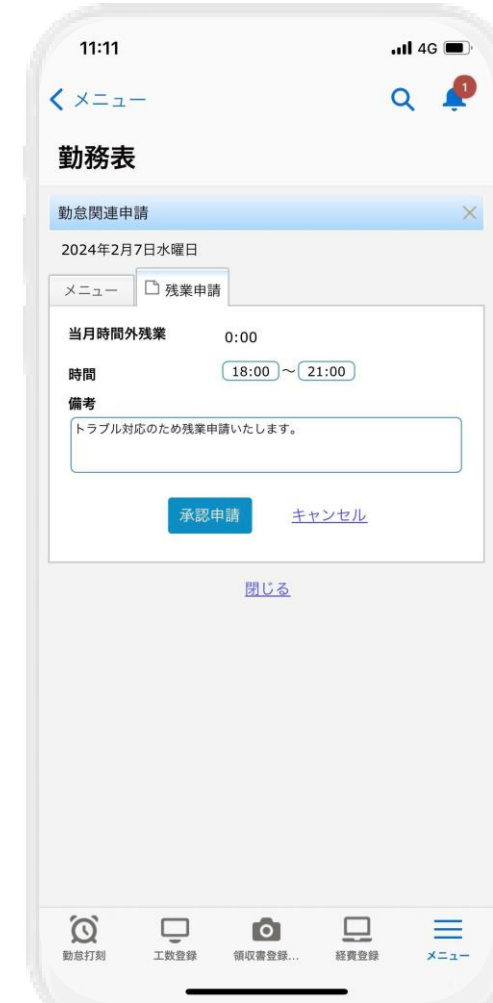 11:11
4G
メニュー
1
勤務表
勤怠関連申請
2024年2月7日水曜日
メニュー
残業申請
当月時間外残業 0:00
時間 18:00 ～ 21:00
備考
トラブル対応のため残業申請いたします。
承認申請 キャンセル
閉じる
勤怠打刻 工数登録 領収書登録... 経費登録 メニュー